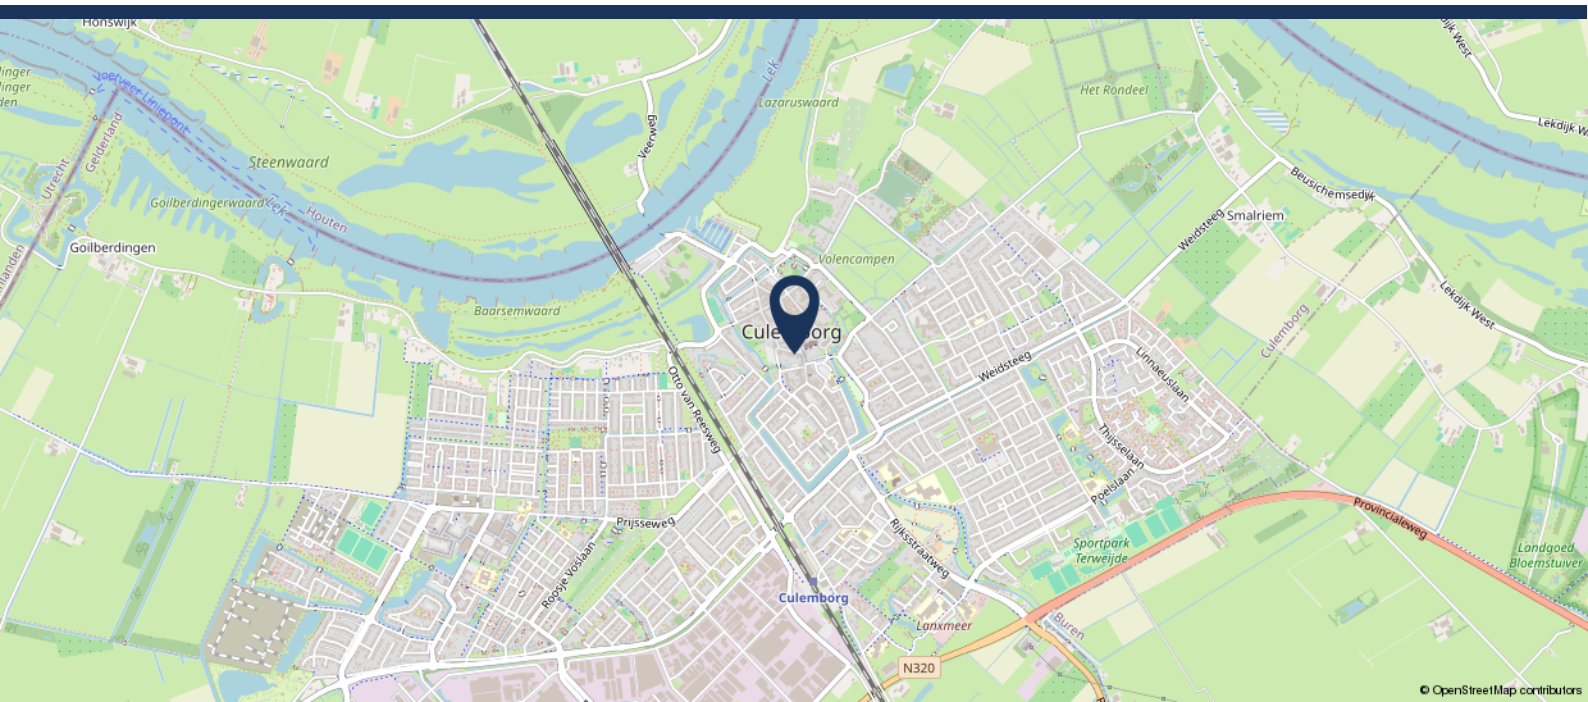 Honswijk
Lek
Lazaruswaard
Het Rondeel
Lekdijk W
Veerweg
Gelderland
Utrecht
Steenwaard
Goilberdingerwaard
Lek
Houten
Goilberdingen
Beusichemsedijk
Smalriem
Weidsteeg
Volencampen
Lekdijk West
Baarsemwaard
Culemborg
Culemborg
Linnaeuslaan
Weidsteeg
Otto van Reesweg
Thijsselaan
Poelslaan
Provincialeweg
Prijsseweg
Rijksstraatweg
Sportpark
Terweijde
Landgoed
Bloemstuiver
Roosje Voslaan
Culemborg
Lanxmeer
Buren
N320
© OpenStreetMap contributors